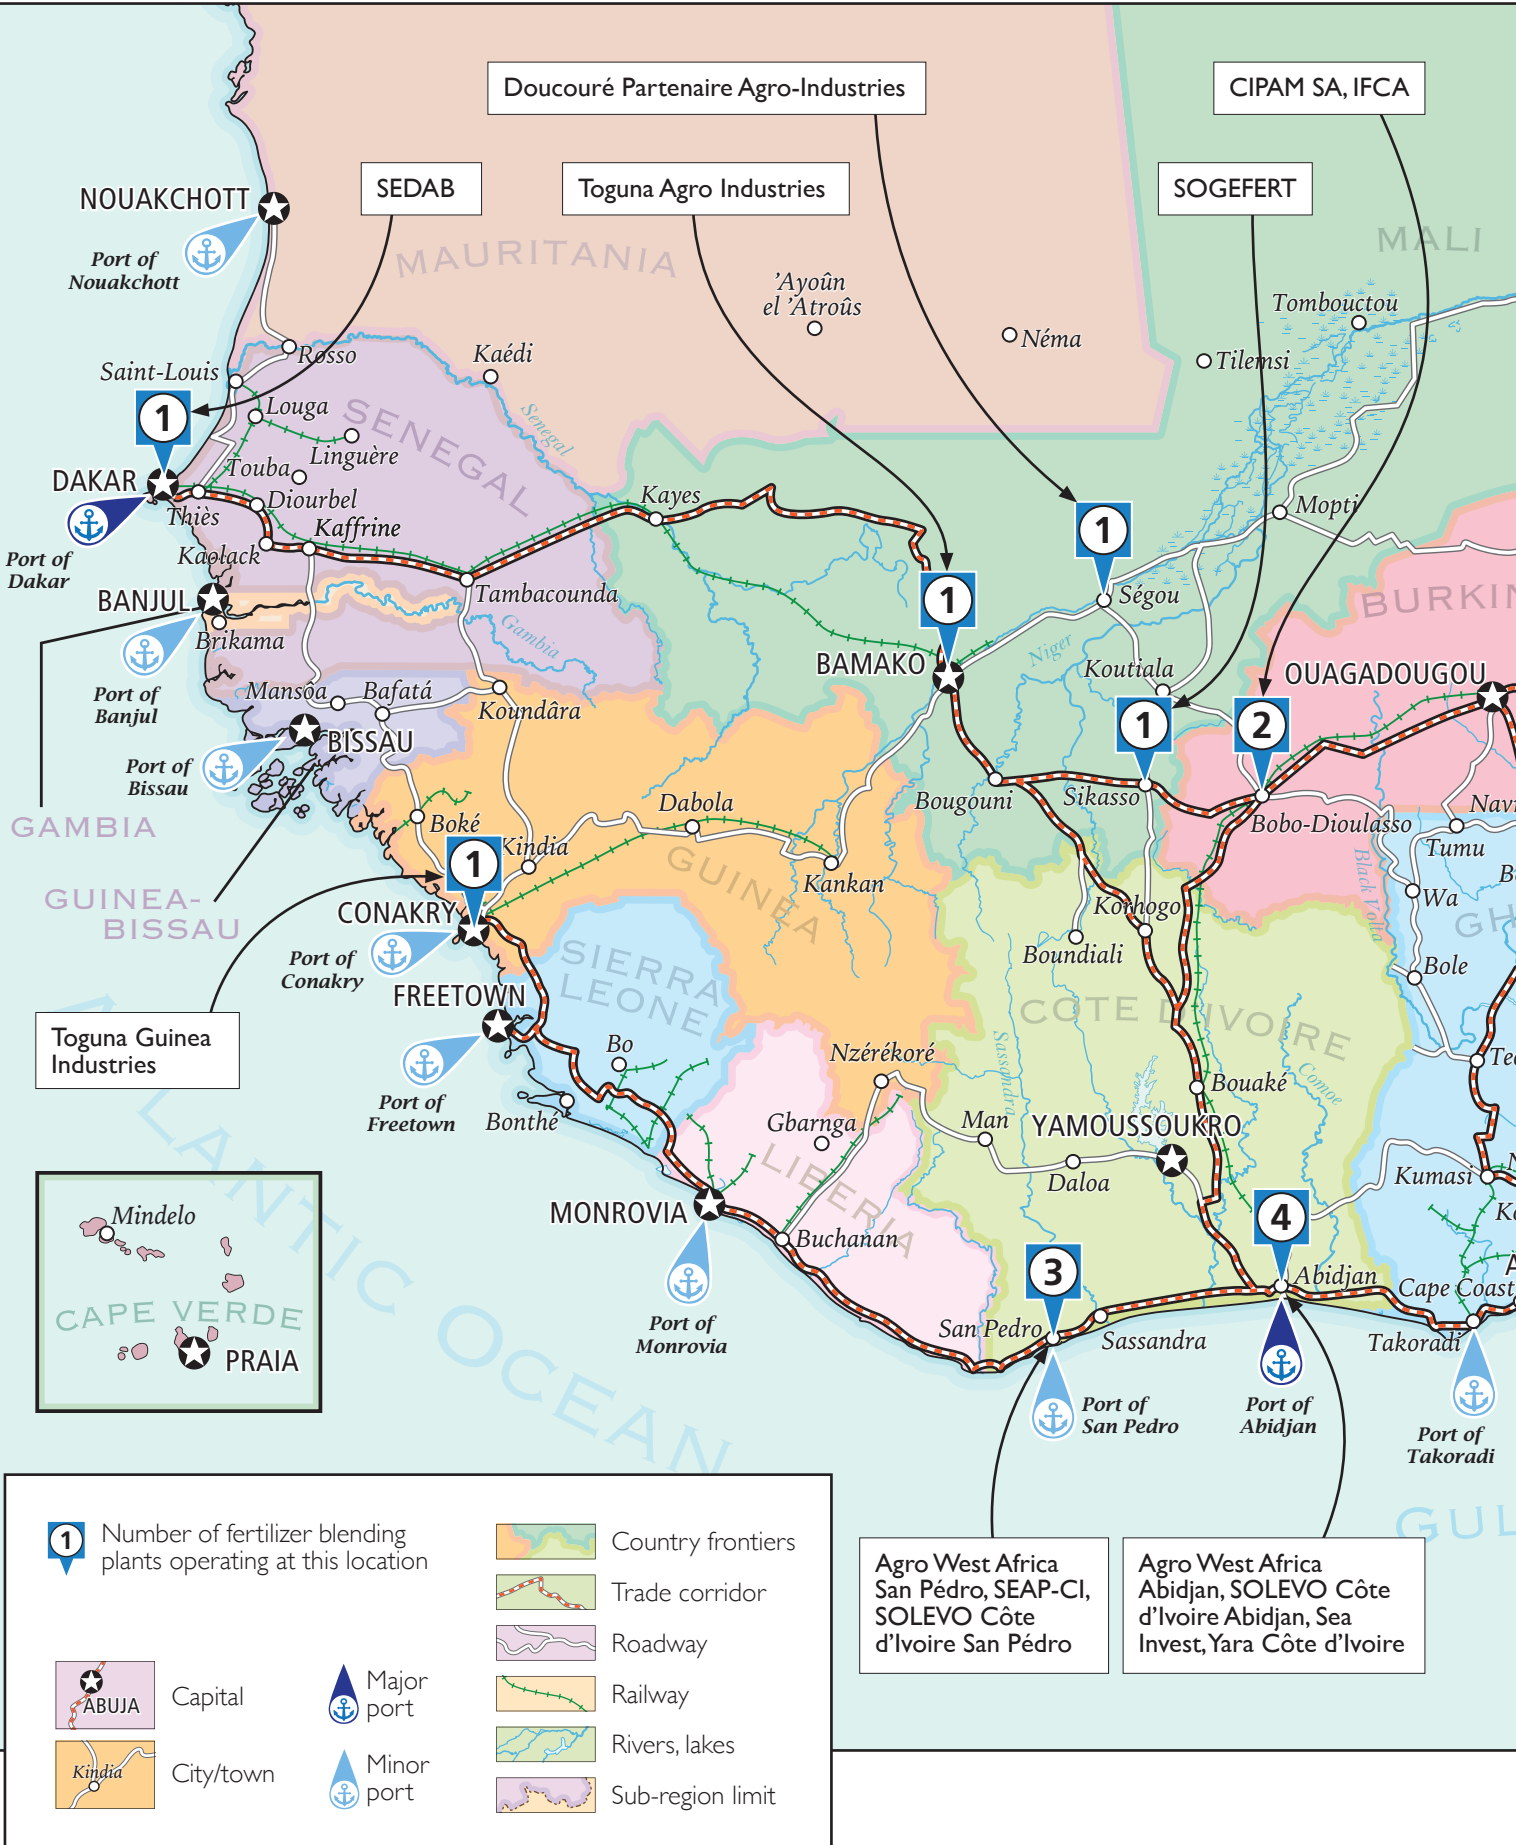 Doucouré Partenaire Agro-Industries
CIPAM SA, IFCA
SEDAB
Toguna Agro Industries
SOGEFERT
NOUAKCHOTT
Port of
Nouakchott
MAURITANIA
MALI
'Ayoûn
el 'Atroûs
Néma
Tombouctou
Tilemsi
Rosso
Kaédi
Saint-Louis
1
Louga
SENEGAL
Senegal
Linguère
Touba
DAKAR
Thiès
Diourbel
Kaffrine
Kayes
Mopti
1
Port of
Dakar
Kaolack
Tambacounda
1
Ségou
BURKIN
BANJUL
Brikama
Gambia
Niger
BAMAKO
Koutiala
OUAGADOUGOU
Port of
Banjul
Mansôa
Bafatá
Koundâra
1
2
BISSAU
Port of
Bissau
Bougouni
Sikasso
Bobo-Dioulasso
Navr
GAMBIA
Boké
Dabola
Tumu
Kindia
1
GUINEA
Kankan
Black Volta
Wa
GUINEA-
BISSAU
CONAKRY
Korhogo
Boundiali
GH
Port of
Conakry
SIERRA
LEONE
Bole
FREETOWN
COTE D'IVOIRE
Toguna Guinea
Industries
Bo
Nzérékoré
Sassandra
Bouaké
Comoe
Port of
Freetown
Bonthé
Gbarnga
Man
YAMOUSSOUKRO
LIBERIA
Daloa
Kumasi
MONROVIA
Buchanan
4
3
Mindelo
CAPE VERDE
PRAIA
Abidjan
Cape Coast
San Pedro
Sassandra
Takoradi
Port of
Monrovia
ATLANTIC OCEAN
Port of
San Pedro
Port of
Abidjan
Port of
Takoradi
GUL
Agro West Africa
San Pédro, SEAP-CI,
SOLEVO Côte
d'Ivoire San Pédro
Agro West Africa
Abidjan, SOLEVO Côte
d'Ivoire Abidjan, Sea
Invest, Yara Côte d'Ivoire
1
Number of fertilizer blending
plants operating at this location
ABUJA
Capital
Kindia
City/town
Major
port
Minor
port
Country frontiers
Trade corridor
Roadway
Railway
Rivers, lakes
Sub-region limit